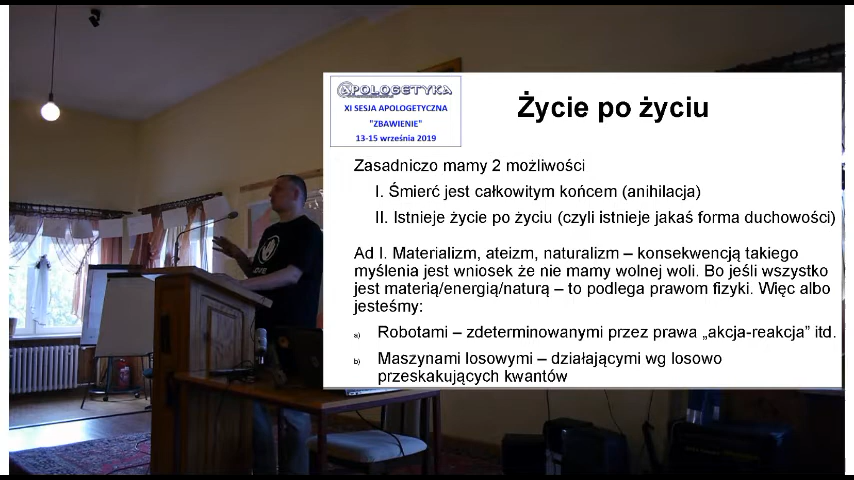 APOLOGETYKA
XI SESJA APOLOGETYCZNA
"ZBAWIENIE"
13-15 września 2019
Życie po życiu
Zasadniczo mamy 2 możliwości
I. Śmierć jest całkowitym końcem (anihilacja)
II. Istnieje życie po życiu (czyli istnieje jakaś forma duchowości)
Ad I. Materializm, ateizm, naturalizm – konsekwencją takiego
myślenia jest wniosek że nie mamy wolnej woli. Bo jeśli wszystko
jest materią/energią/naturą – to podlega prawom fizyki. Więc albo
jesteśmy:
a) Robotami – zdeterminowanymi przez prawa „akcja-reakcja” itd.
b) Maszynami losowymi – działającymi wg losowo
przeskakujących kwantów